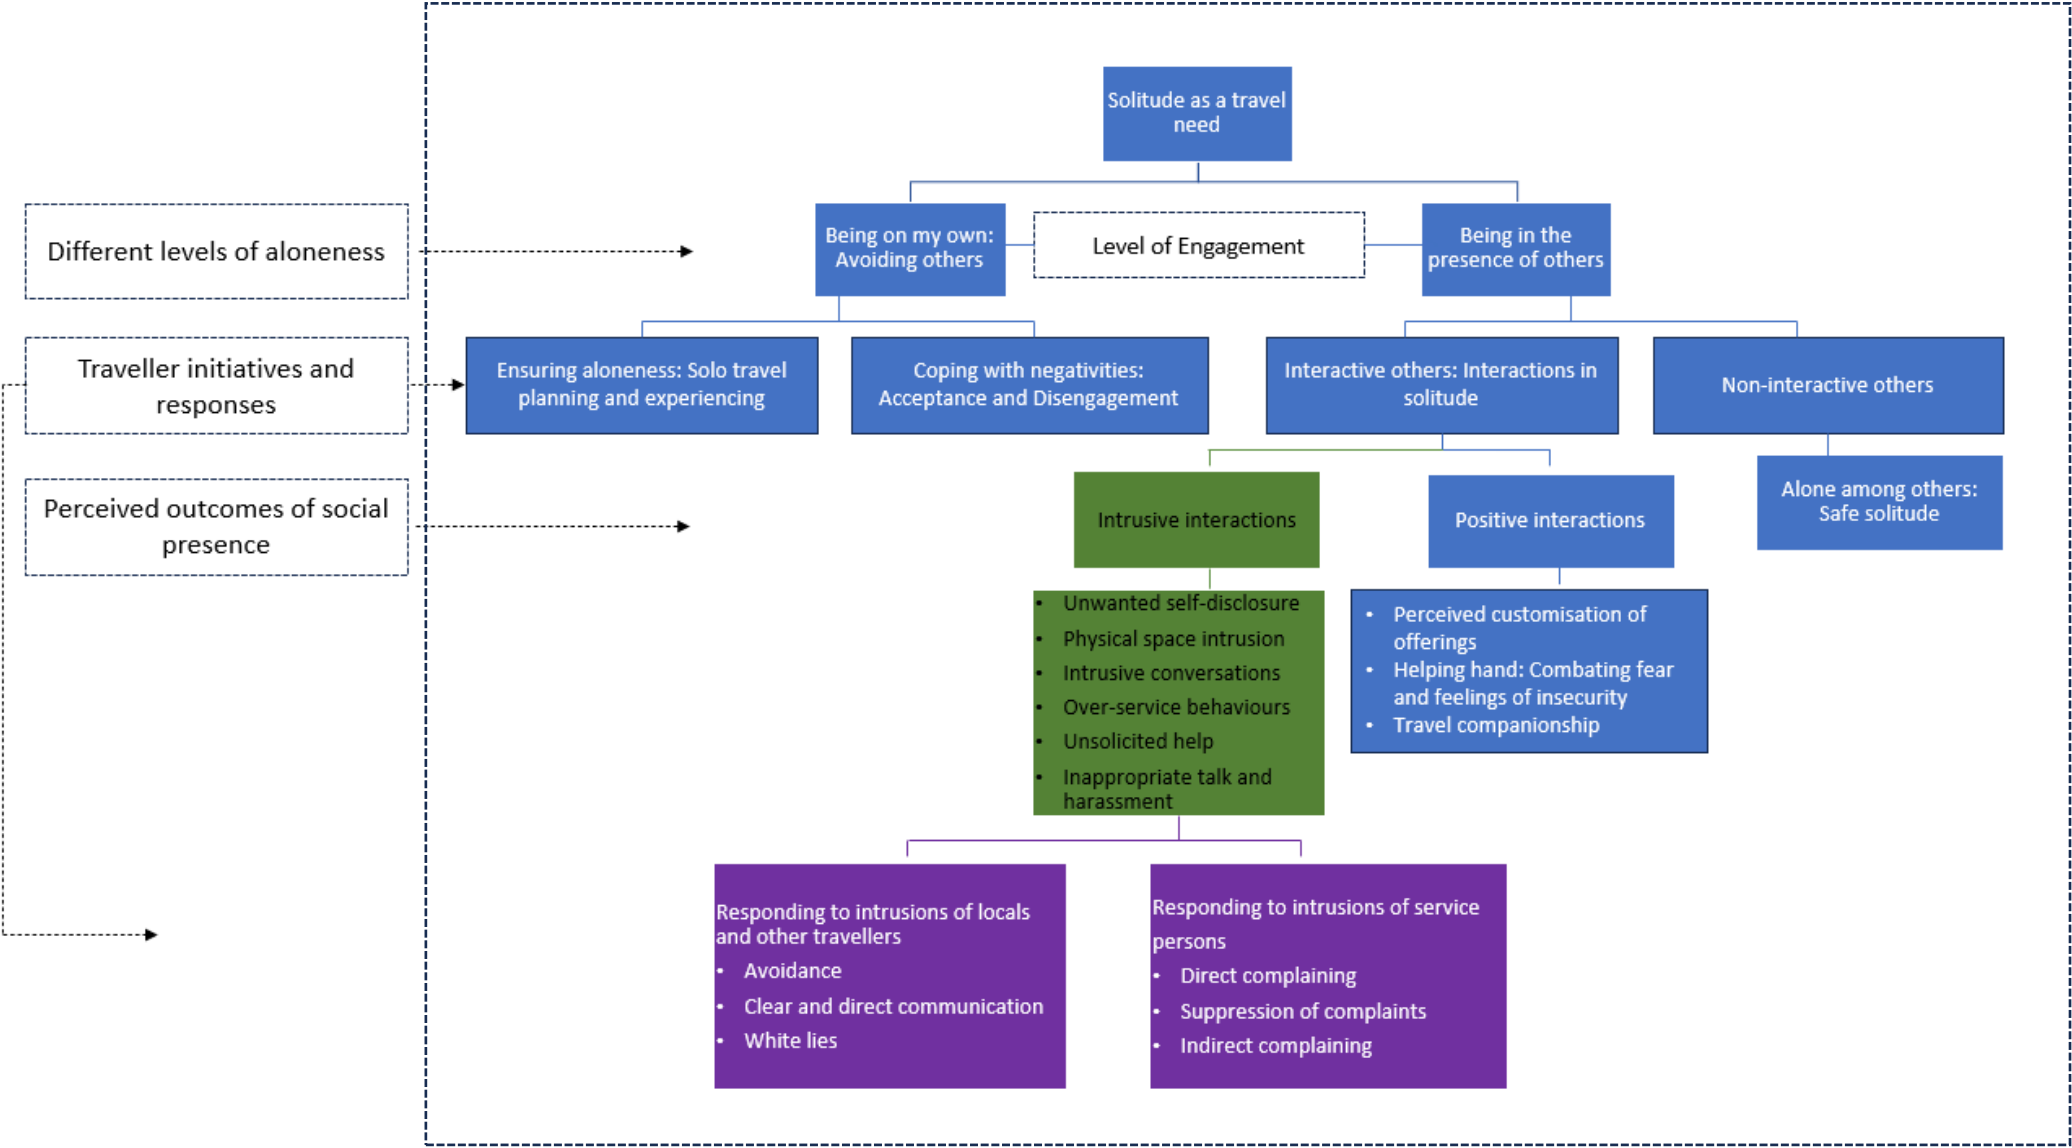 Solitude as a travel
need
Different levels of aloneness
Being on my own:
Avoiding others
Level of Engagement
Being in the
presence of others
Traveller initiatives and
responses
Ensuring aloneness: Solo travel
planning and experiencing
Coping with negativities:
Acceptance and Disengagement
Interactive others: Interactions in
solitude
Non-interactive others
Perceived outcomes of social
presence
Intrusive interactions
Positive interactions
Alone among others:
Safe solitude
• Unwanted self-disclosure
• Physical space intrusion
• Intrusive conversations
• Over-service behaviours
• Unsolicited help
• Inappropriate talk and
harassment
• Perceived customisation of
offerings
• Helping hand: Combating fear
and feelings of insecurity
• Travel companionship
Responding to intrusions of locals
and other travellers
• Avoidance
• Clear and direct communication
• White lies
Responding to intrusions of service
persons
• Direct complaining
• Suppression of complaints
• Indirect complaining